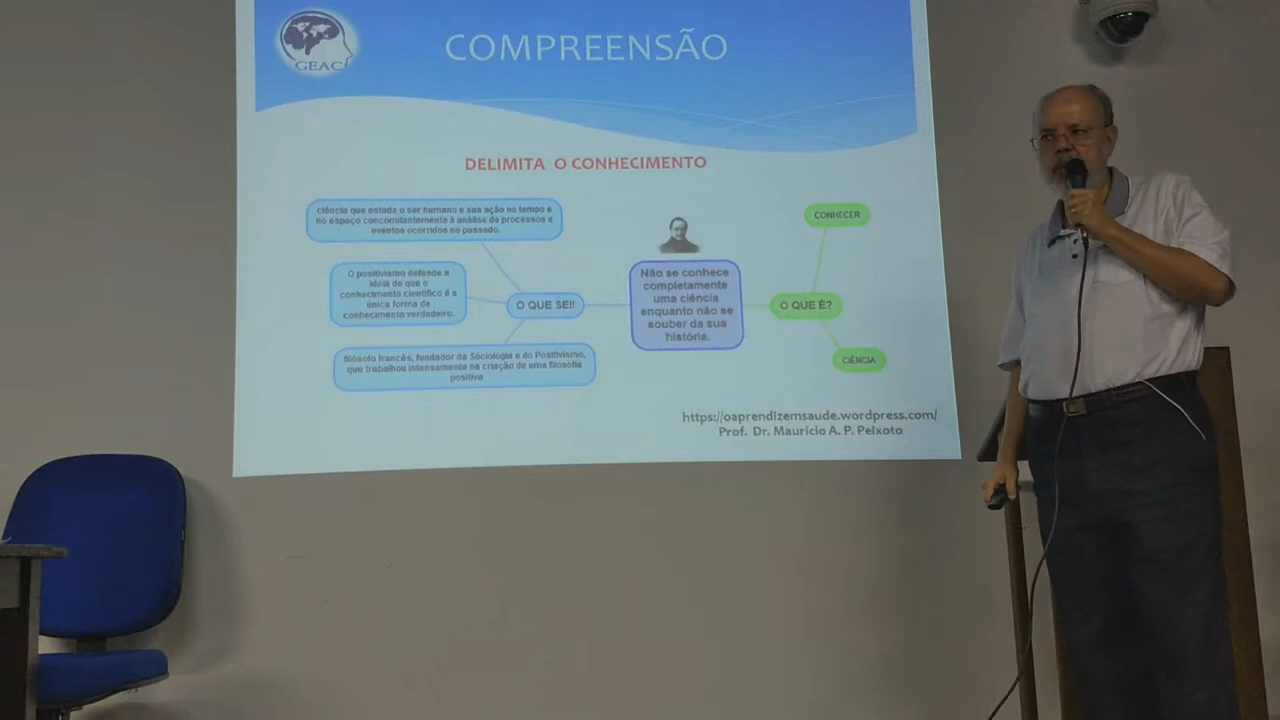 GEAC
COMPREENSÃO
DELIMITA O CONHECIMENTO
ciência que estuda o ser humano e sua ação no tempo e
no espaço concomitantemente à análise de processos e
eventos ocorridos no passado.
O positivismo defende a
ideia de que o
conhecimento científico é a
única forma de
conhecimento verdadeiro.
filósofo francês, fundador da Sociologia e do Positivismo,
que trabalhou intensamente na criação de uma filosofia
positiva
O QUE SEI!
Não se conhece
completamente
uma ciência
enquanto não se
souber da sua
história.
O QUE É?
CONHECER
CIÊNCIA
https://oaprendizemsaude.wordpress.com/
Prof. Dr. Mauricio A. P. Peixoto